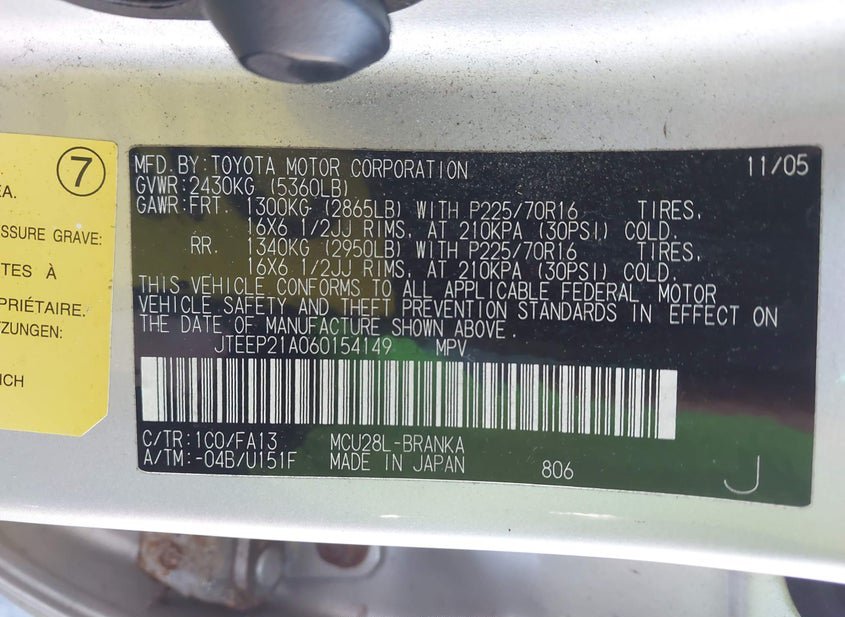 7
EA.
ESSURE GRAVE:
TES À
OPRIÉTAIRE.
TZUNGEN:
ICH
MFD.BY:TOYOTA MOTOR CORPORATION 11/05
GVWR:2430KG (5360LB)
GAWR:FRT. 1300KG (2865LB) WITH P225/70R16 TIRES,
16X6 1/2JJ RIMS, AT 210KPA (30PSI) COLD.
RR. 1340KG (2950LB) WITH P225/70R16 TIRES,
16X6 1/2JJ RIMS, AT 210KPA (30PSI) COLD.
THIS VEHICLE CONFORMS TO ALL APPLICABLE FEDERAL MOTOR
VEHICLE SAFETY AND THEFT PREVENTION STANDARDS IN EFFECT ON
THE DATE OF MANUFACTURE SHOWN ABOVE.
JTEEP21A060154149 MPV
C/TR:1C0/FA13 MCU28L-BRANKA
A/TM:-04B/U151F MADE IN JAPAN 806 J